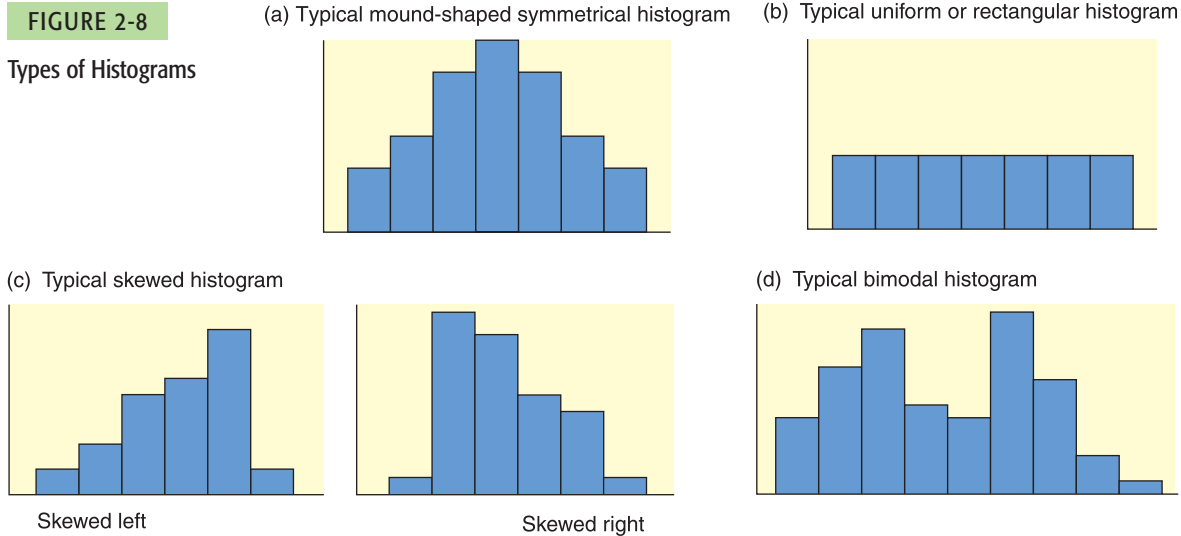 FIGURE 2-8
Types of Histograms
(a) Typical mound-shaped symmetrical histogram
(b) Typical uniform or rectangular histogram
(c) Typical skewed histogram
Skewed left
Skewed right
(d) Typical bimodal histogram